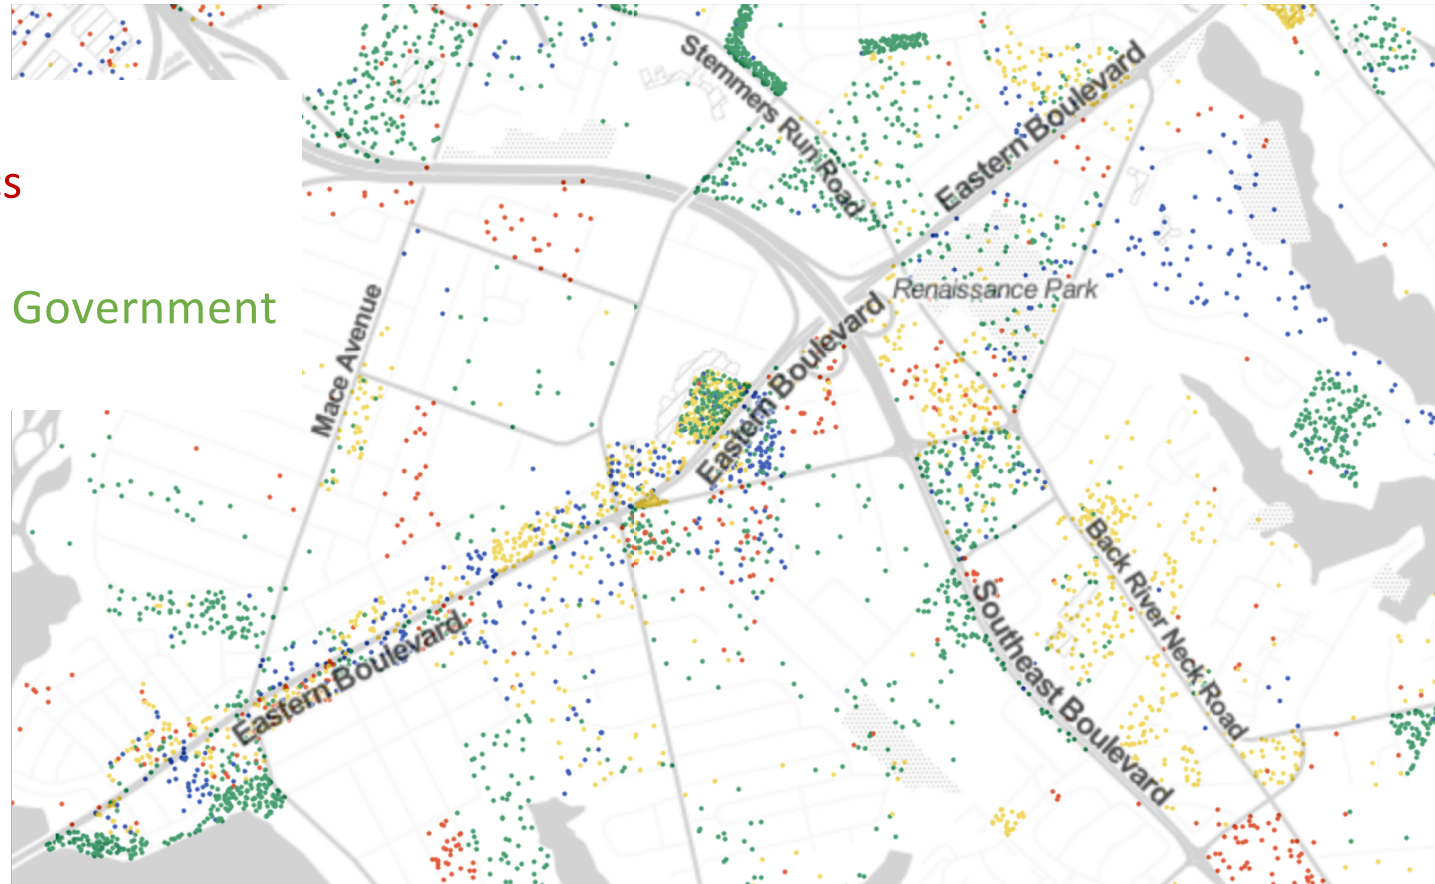 s
Government
Stemmers Run Road
Eastern Boulevard
Renaissance Park
Mace Avenue
Eastern Boulevard
Back River Neck Road
Eastern Boulevard
Southeast Boulevard